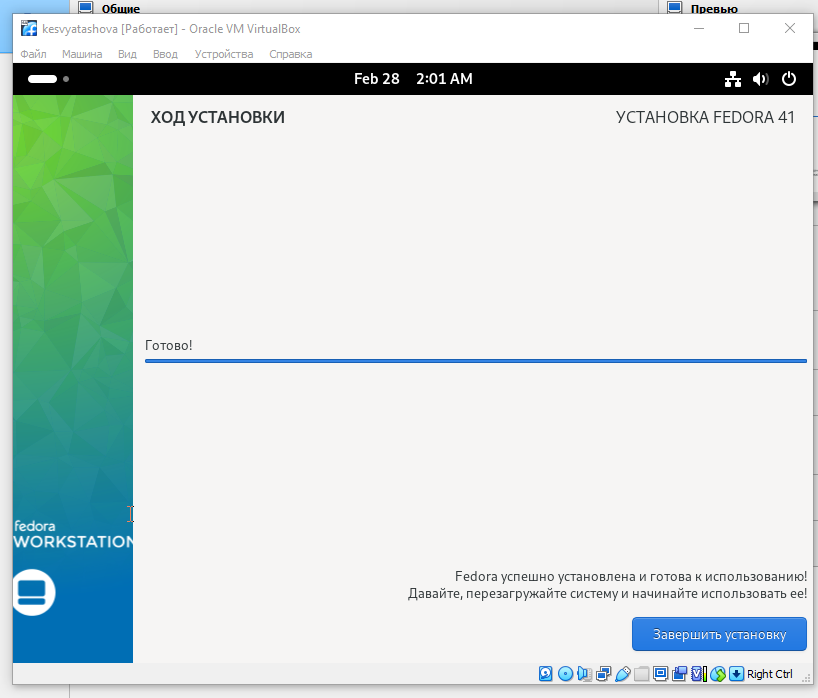 Общие
Превью
kesvyatashova [Работает] - Oracle VM VirtualBox
Файл Машина Вид Ввод Устройства Справка
Feb 28 2:01 AM
ХОД УСТАНОВКИ
УСТАНОВКА FEDORA 41
Готово!
fedora
WORKSTATION
Fedora успешно установлена и готова к использованию!
Давайте, перезагружайте систему и начинайте использовать ее!
Завершить установку
Right Ctrl